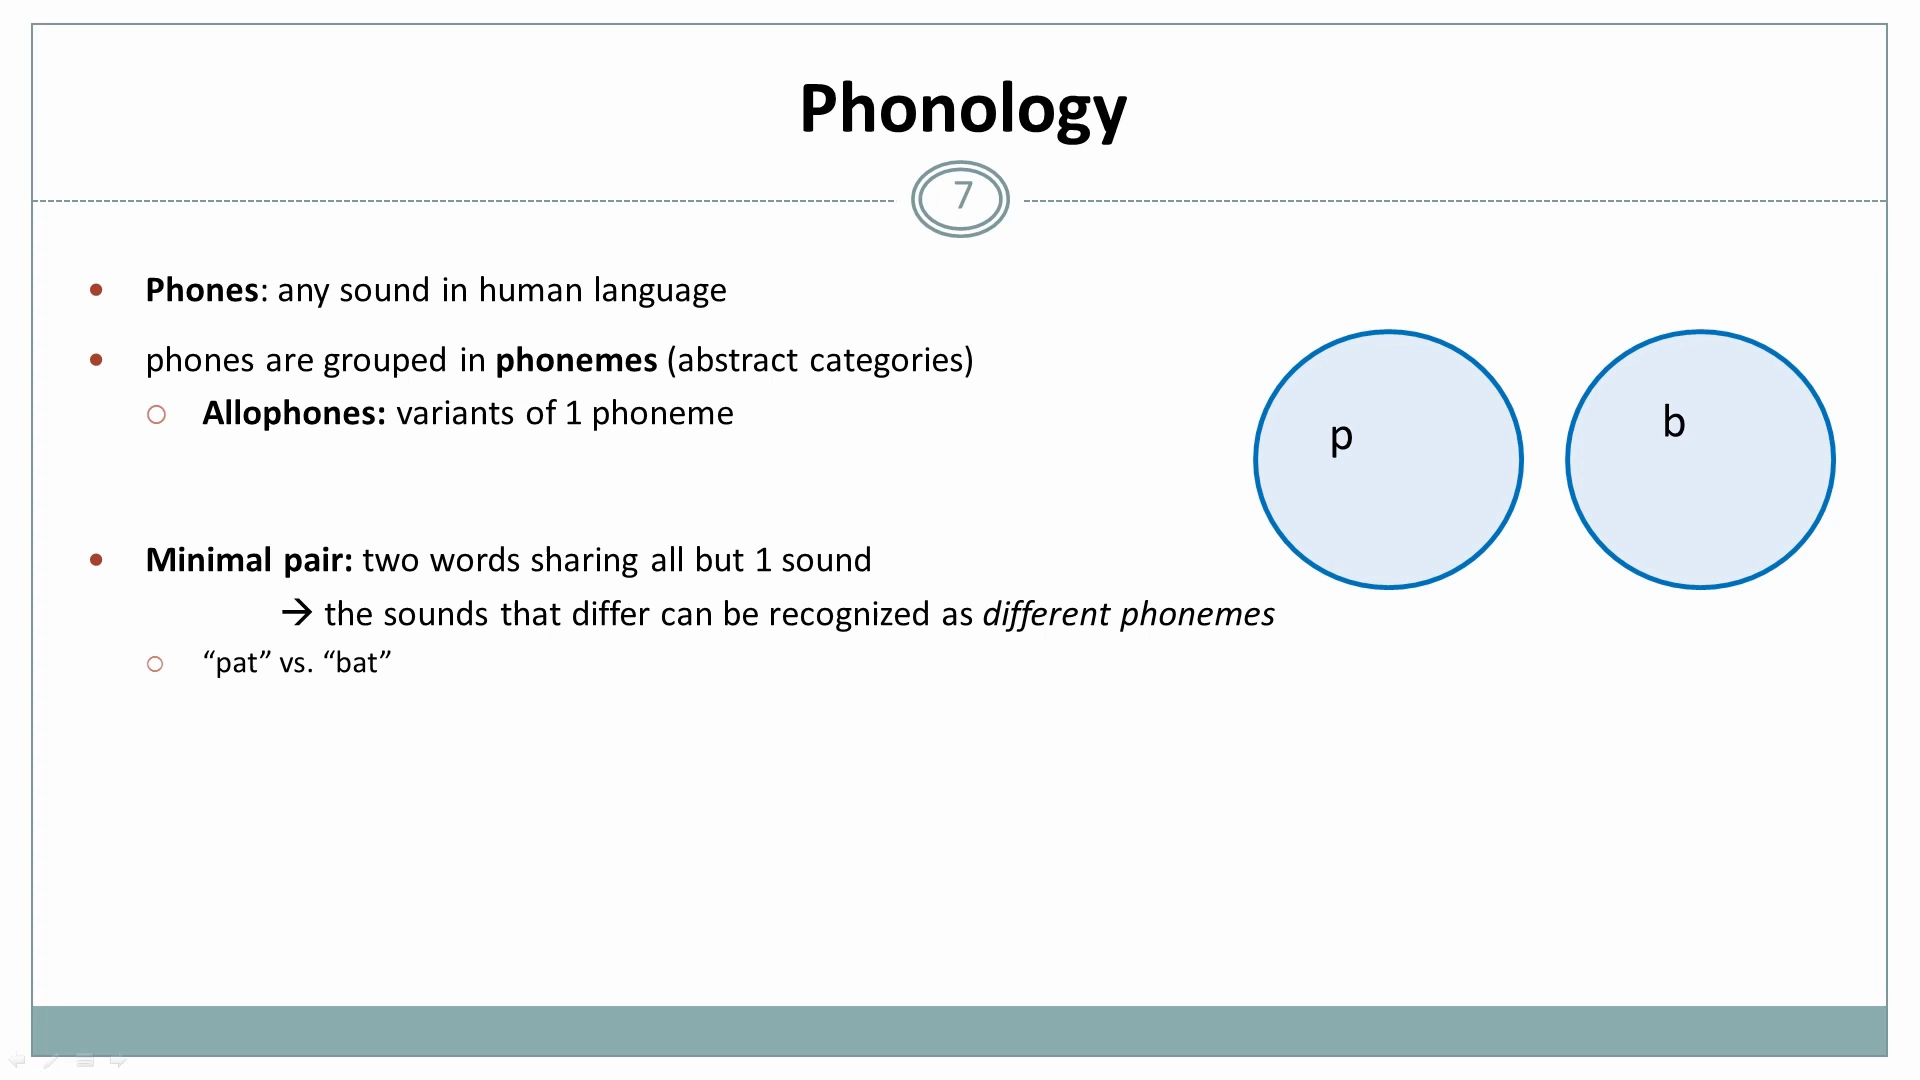 Phonology
7
Phones: any sound in human language
phones are grouped in phonemes (abstract categories)
Allophones: variants of 1 phoneme
p
b
Minimal pair: two words sharing all but 1 sound
→ the sounds that differ can be recognized as different phonemes
“pat” vs. “bat”